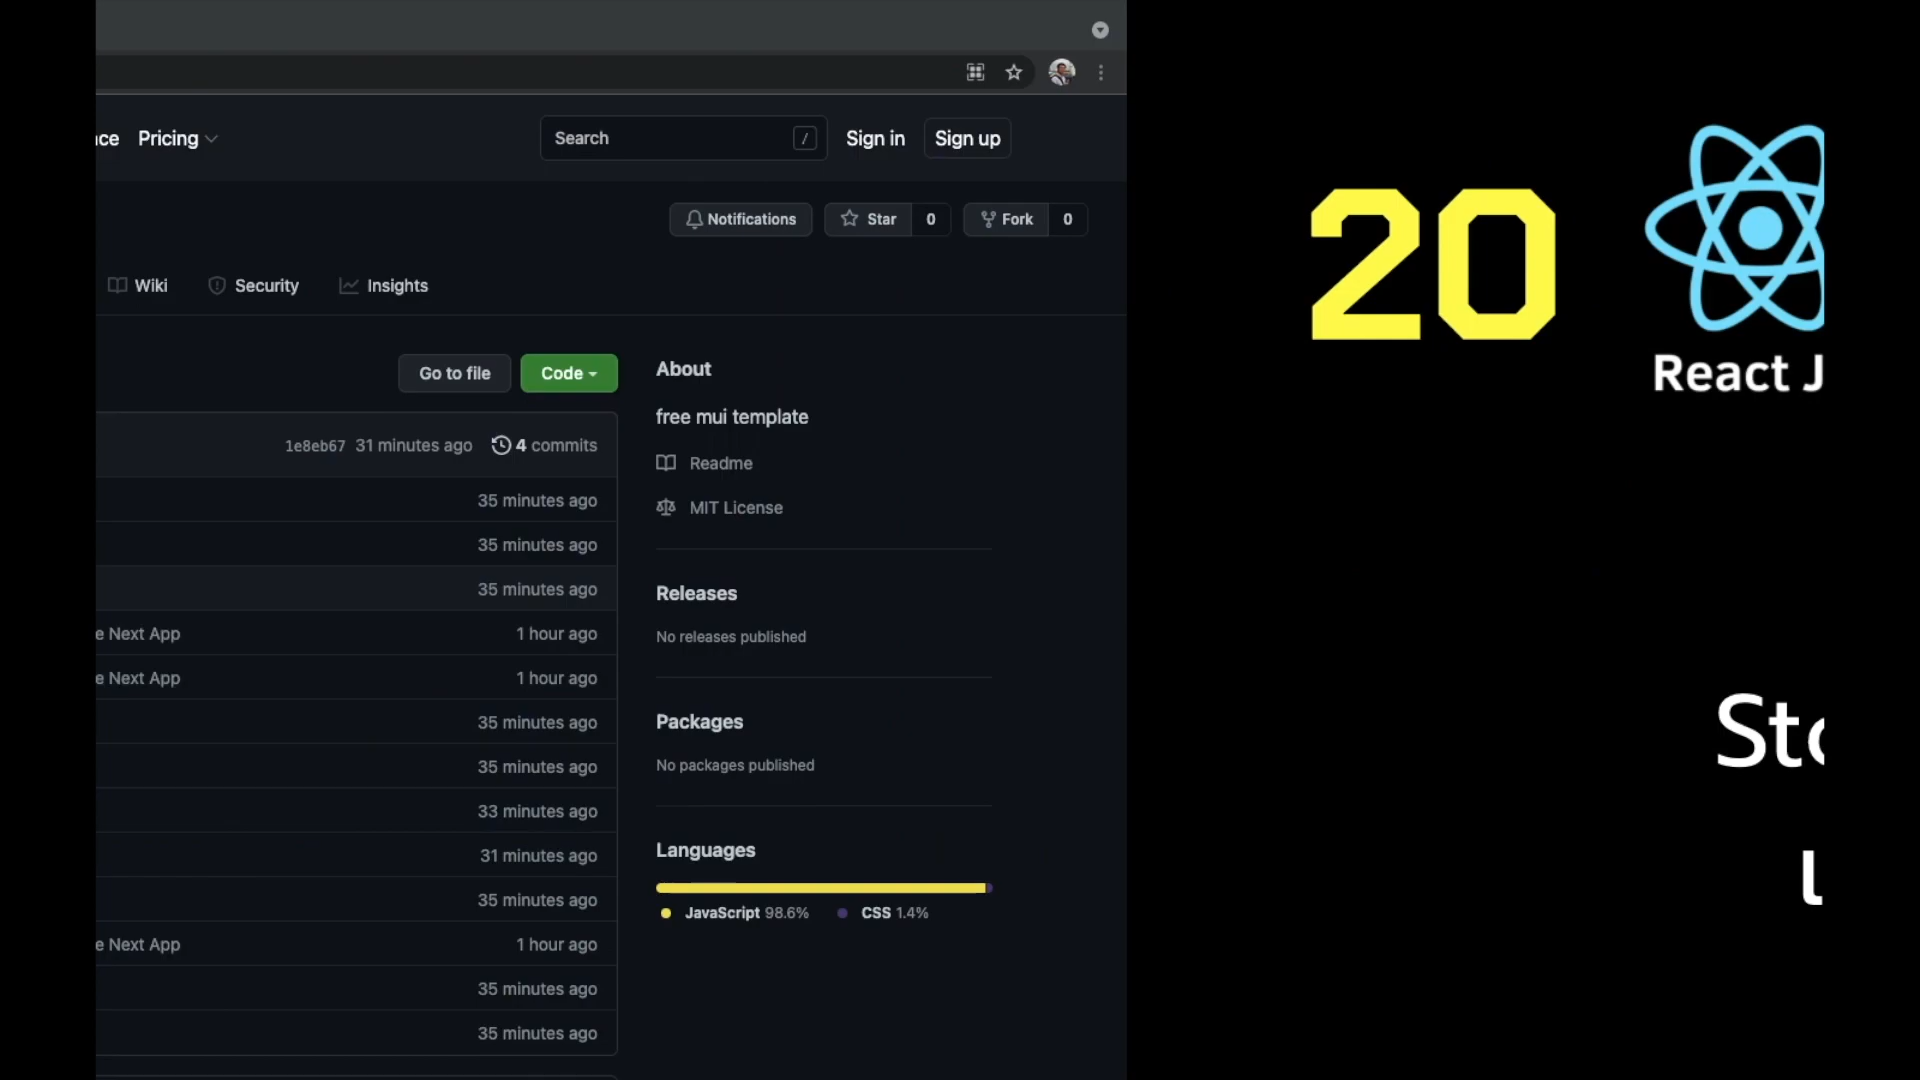 Pricing
Search /
Sign in
Sign up
Notifications
Star 0
Fork 0
Wiki
Security
Insights
Go to file
Code
1e8eb67 31 minutes ago 4 commits
35 minutes ago
35 minutes ago
35 minutes ago
e Next App 1 hour ago
e Next App 1 hour ago
35 minutes ago
35 minutes ago
33 minutes ago
31 minutes ago
35 minutes ago
e Next App 1 hour ago
35 minutes ago
35 minutes ago
About
free mui template
Readme
MIT License
Releases
No releases published
Packages
No packages published
Languages
JavaScript 98.6% CSS 1.4%
20
React J